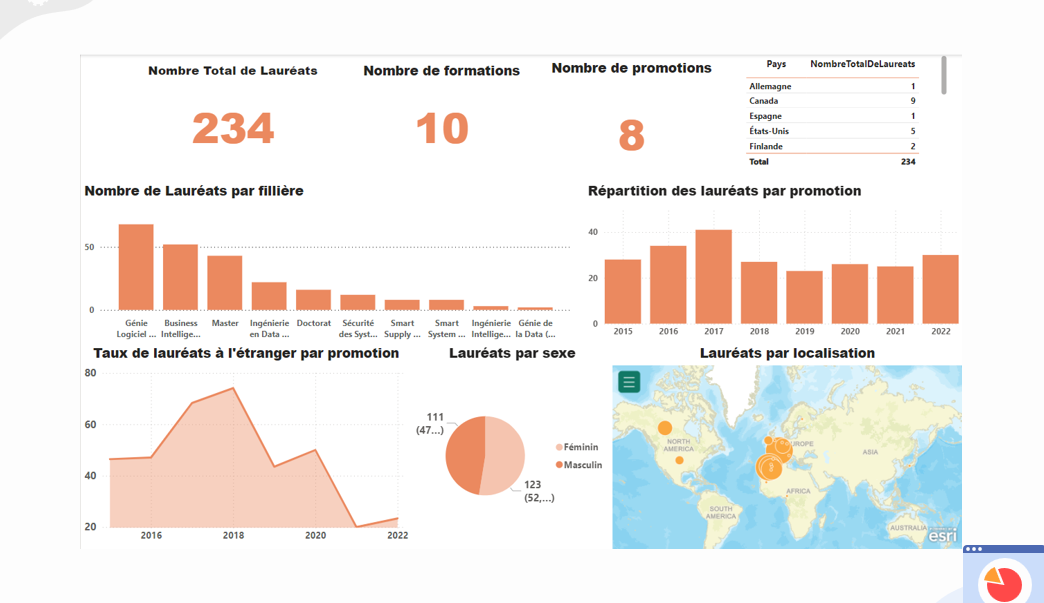 Nombre Total de Lauréats
234
Nombre de formations
10
Nombre de promotions
8
Pays NombreTotalDeLaureats
Allemagne 1
Canada 9
Espagne 1
États-Unis 5
Finlande 2
Total 234
Nombre de Lauréats par fillière
50
0
Génie Logiciel ...
Business Intellige...
Master
Ingénierie en Data ...
Doctorat
Sécurité des Syst...
Smart Supply ...
Smart System ...
Ingénierie Intellige...
Génie de la Data (...
Répartition des lauréats par promotion
40
20
0
2015 2016 2017 2018 2019 2020 2021 2022
Taux de lauréats à l'étranger par promotion
80
60
40
20
2016 2018 2020 2022
Lauréats par sexe
111
(47...)
123
(52,...)
Féminin
Masculin
Lauréats par localisation
NORTH
AMERICA
EUROPE
ASIA
AFRICA
SOUTH
AMERICA
AUSTRALIA
esri